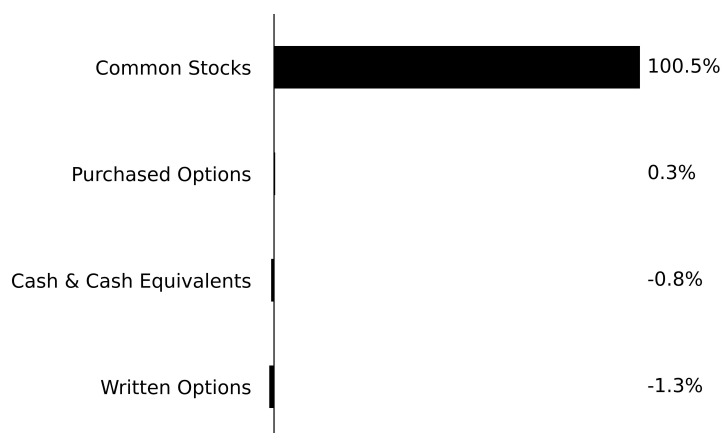 Common Stocks 100.5%
Purchased Options 0.3%
Cash & Cash Equivalents -0.8%
Written Options -1.3%